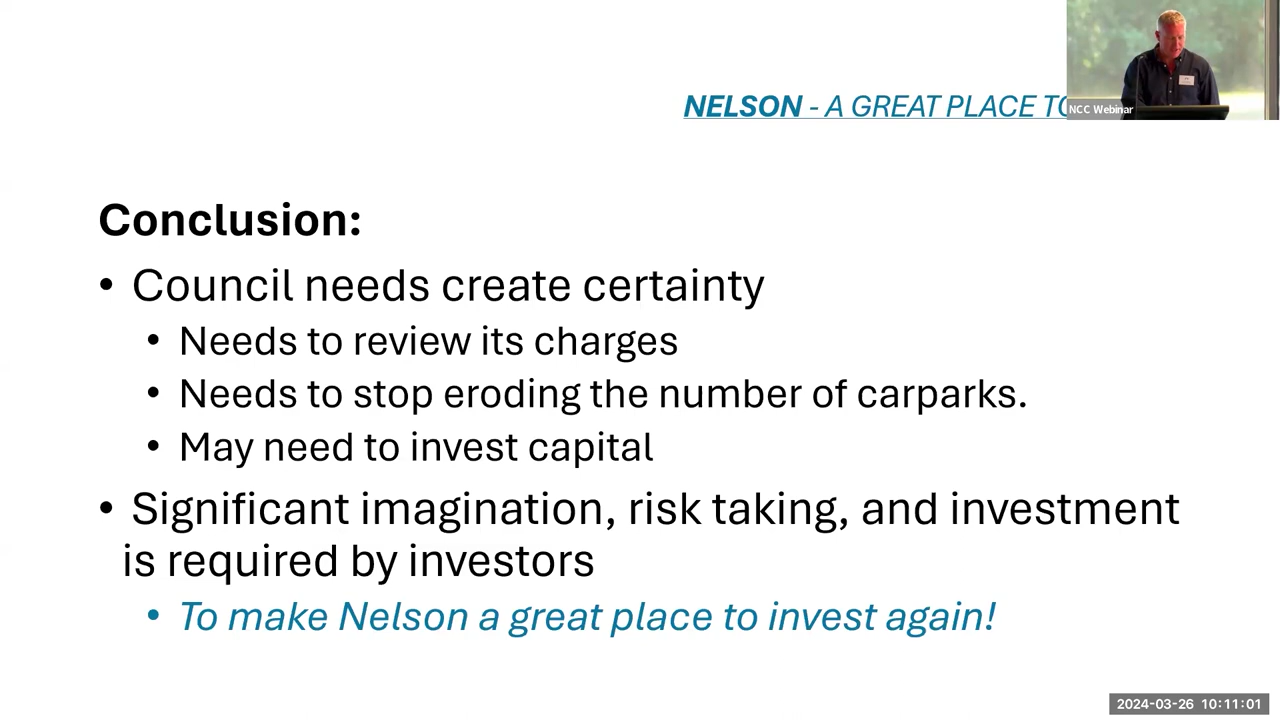 NELSON - A GREAT PLACE TO
NCC Webinar
Conclusion:
• Council needs create certainty
• Needs to review its charges
• Needs to stop eroding the number of carparks.
• May need to invest capital
• Significant imagination, risk taking, and investment
is required by investors
• To make Nelson a great place to invest again!
2024-03-26 10:11:01